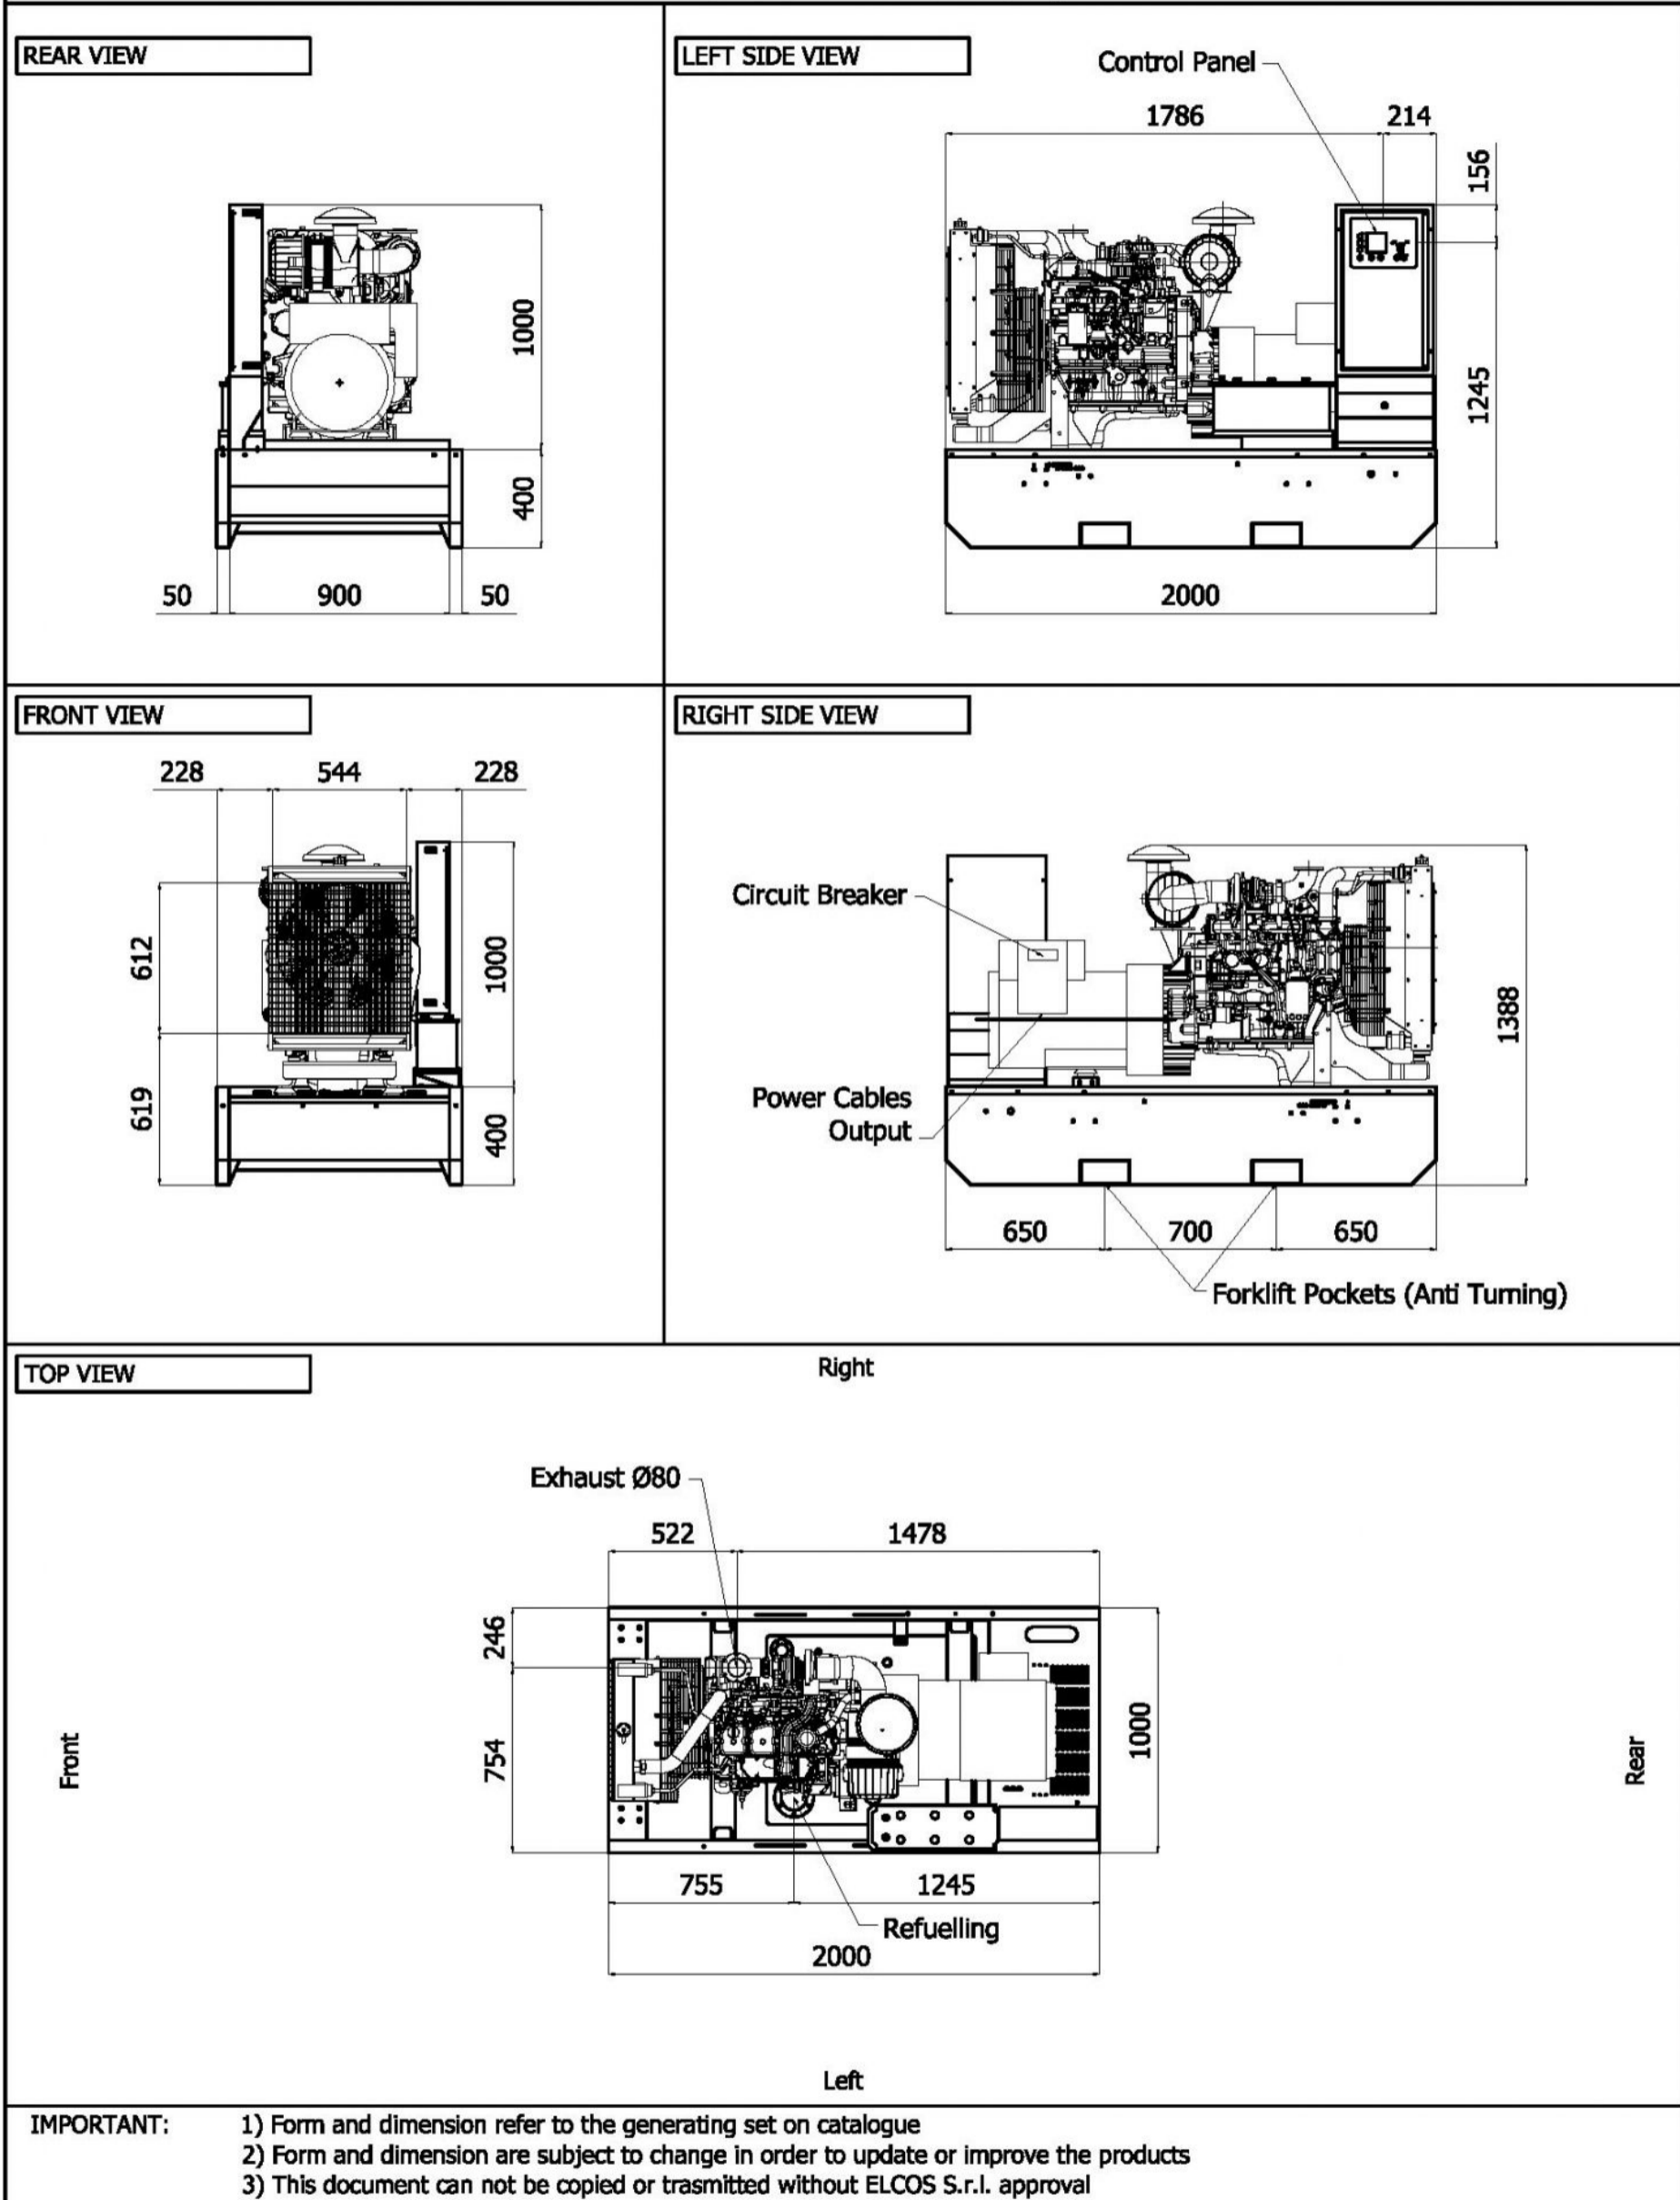 REAR VIEW
1000
400
50
900
50
LEFT SIDE VIEW
Control Panel
1786
214
156
1245
2000
FRONT VIEW
228
544
228
612
619
1000
400
RIGHT SIDE VIEW
Circuit Breaker
Power Cables
Output
1388
650
700
650
Forklift Pockets (Anti Turning)
TOP VIEW
Right
Exhaust Ø80
522
1478
246
754
1000
Front
Rear
755
1245
Refuelling
2000
Left
IMPORTANT:
1) Form and dimension refer to the generating set on catalogue
2) Form and dimension are subject to change in order to update or improve the products
3) This document can not be copied or trasmitted without ELCOS S.r.l. approval